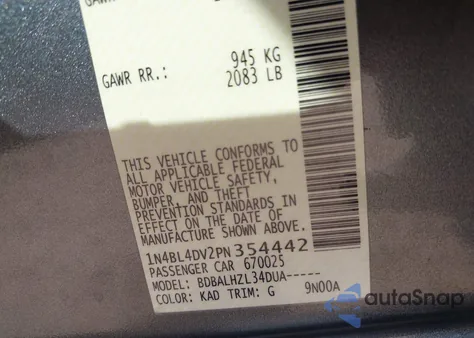 945 KG
GAWR RR.: 2083 LB
THIS VEHICLE CONFORMS TO
ALL APPLICABLE FEDERAL
MOTOR VEHICLE SAFETY,
BUMPER, AND THEFT
PREVENTION STANDARDS IN
EFFECT ON THE DATE OF
MANUFACTURE SHOWN ABOVE.
1N4BL4DV2PN354442
PASSENGER CAR 670025
MODEL: BDBALHZL34DUA-----
COLOR: KAD TRIM: G 9N00A
autoSnap